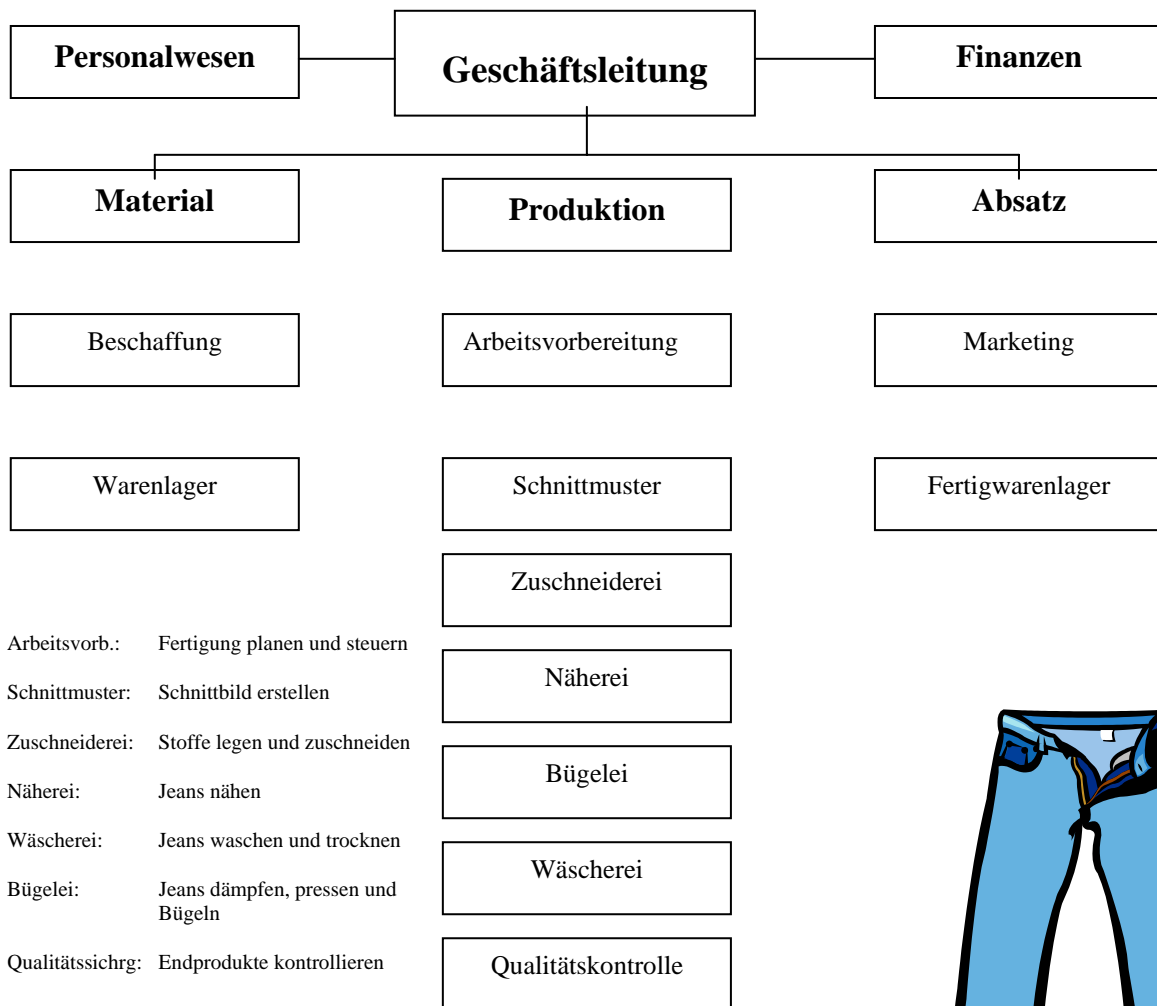 Personalwesen
Geschäftsleitung
Finanzen
Material
Produktion
Absatz
Beschaffung
Arbeitsvorbereitung
Marketing
Warenlager
Schnittmuster
Fertigwarenlager
Zuschneiderei
Näherei
Bügelei
Wäscherei
Qualitätskontrolle
Arbeitsvorb.: Fertigung planen und steuern
Schnittmuster: Schnittbild erstellen
Zuschneiderei: Stoffe legen und zuschneiden
Näherei: Jeans nähen
Wäscherei: Jeans waschen und trocknen
Bügelei: Jeans dämpfen, pressen und
Bügeln
Qualitätssichrg: Endprodukte kontrollieren